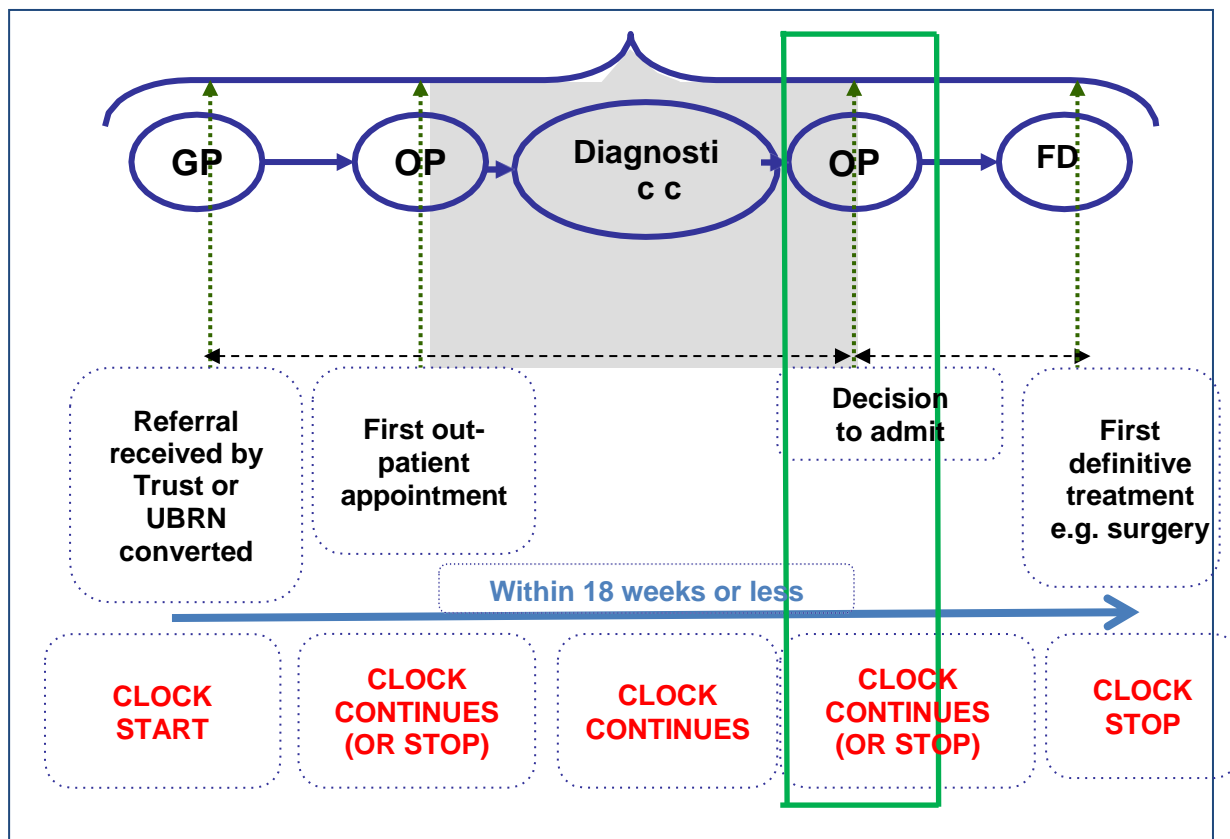 GP
OP
Diagnosti
c c
OP
FD
Referral
received by
Trust or
UBRN
converted
First out-
patient
appointment
Decision
to admit
First
definitive
treatment
e.g. surgery
Within 18 weeks or less
CLOCK
START
CLOCK
CONTINUES
(OR STOP)
CLOCK
CONTINUES
CLOCK
CONTINUES
(OR STOP)
CLOCK
STOP